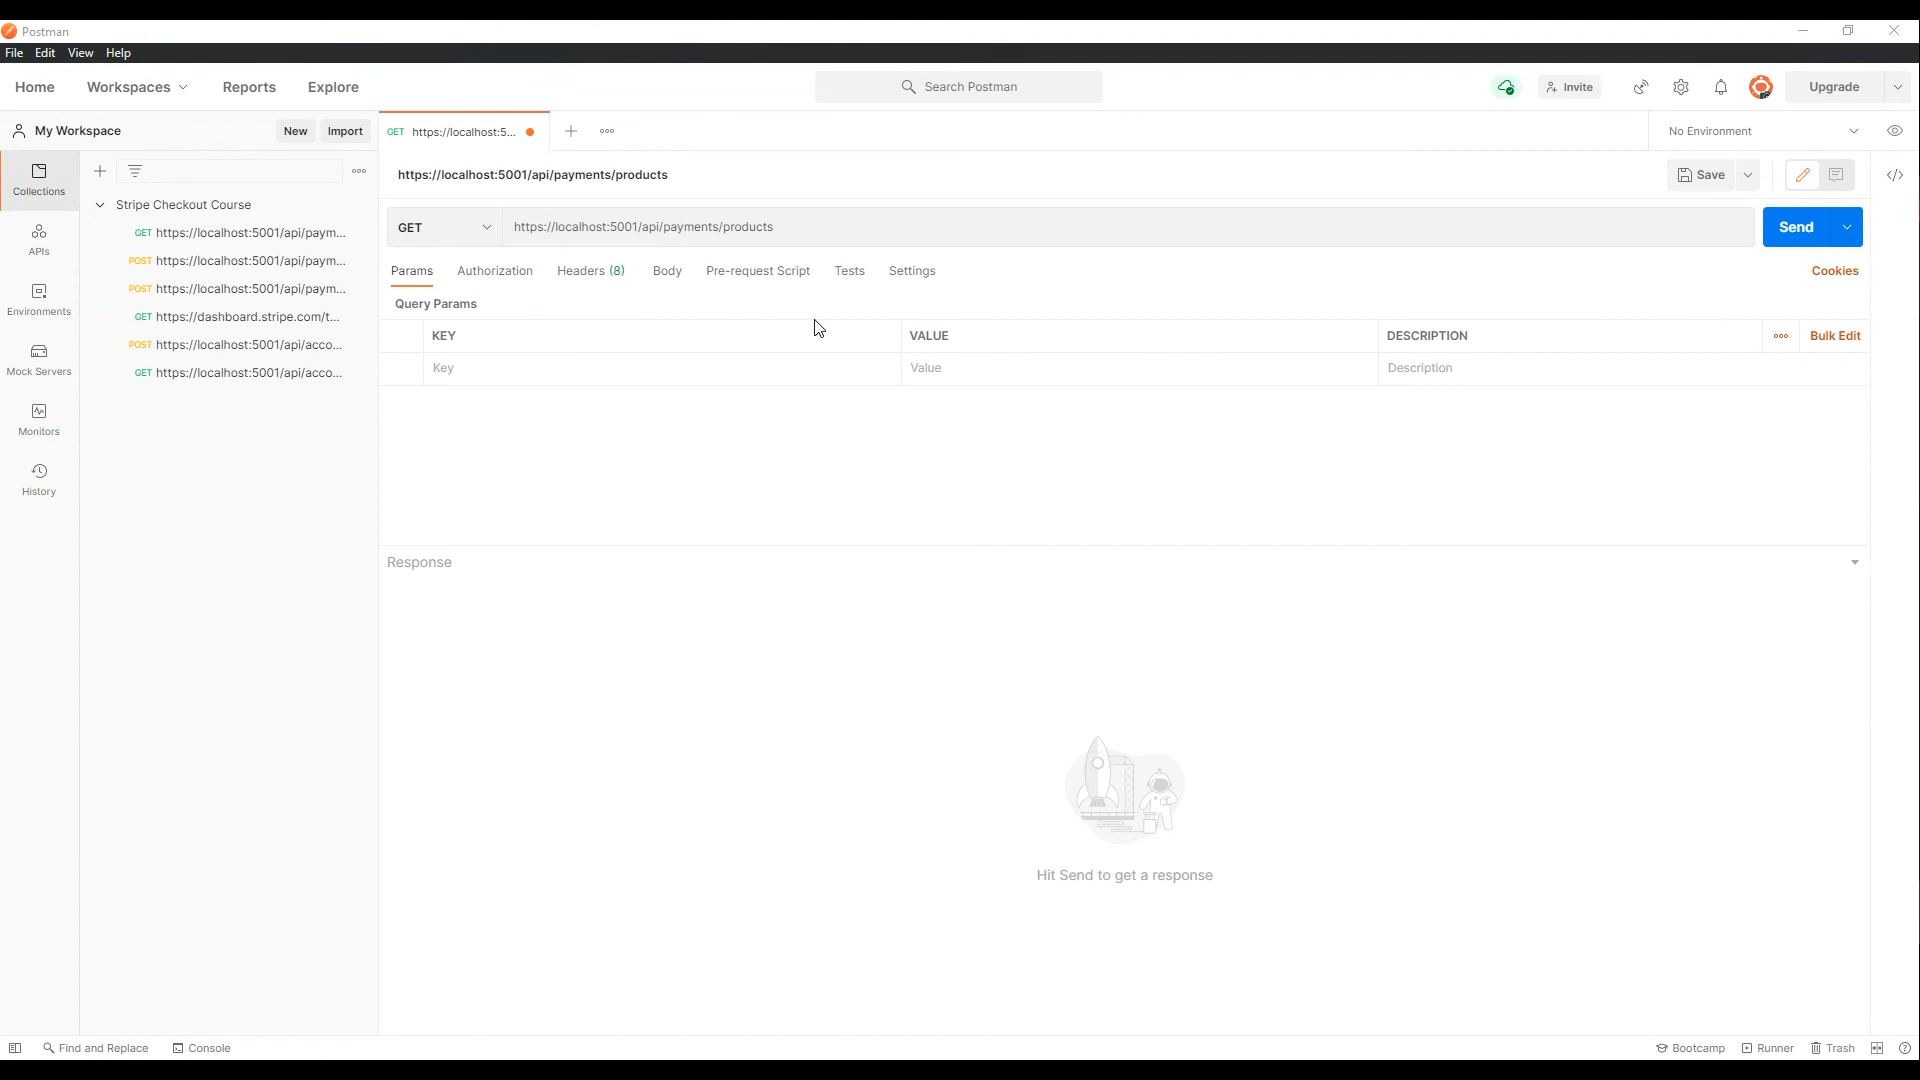 Postman
File Edit View Help
Home Workspaces Reports Explore Search Postman Invite Upgrade
My Workspace New Import GET https://localhost:5... No Environment
https://localhost:5001/api/payments/products Save
Collections
Stripe Checkout Course
GET https://localhost:5001/api/paym...
POST https://localhost:5001/api/paym...
POST https://localhost:5001/api/paym...
GET https://dashboard.stripe.com/t...
POST https://localhost:5001/api/acco...
GET https://localhost:5001/api/acco...
APIs
Environments
Mock Servers
Monitors
History
GET https://localhost:5001/api/payments/products Send
Params Authorization Headers (8) Body Pre-request Script Tests Settings Cookies
Query Params
KEY VALUE DESCRIPTION Bulk Edit
Key Value Description
Response
Hit Send to get a response
Find and Replace Console Bootcamp Runner Trash